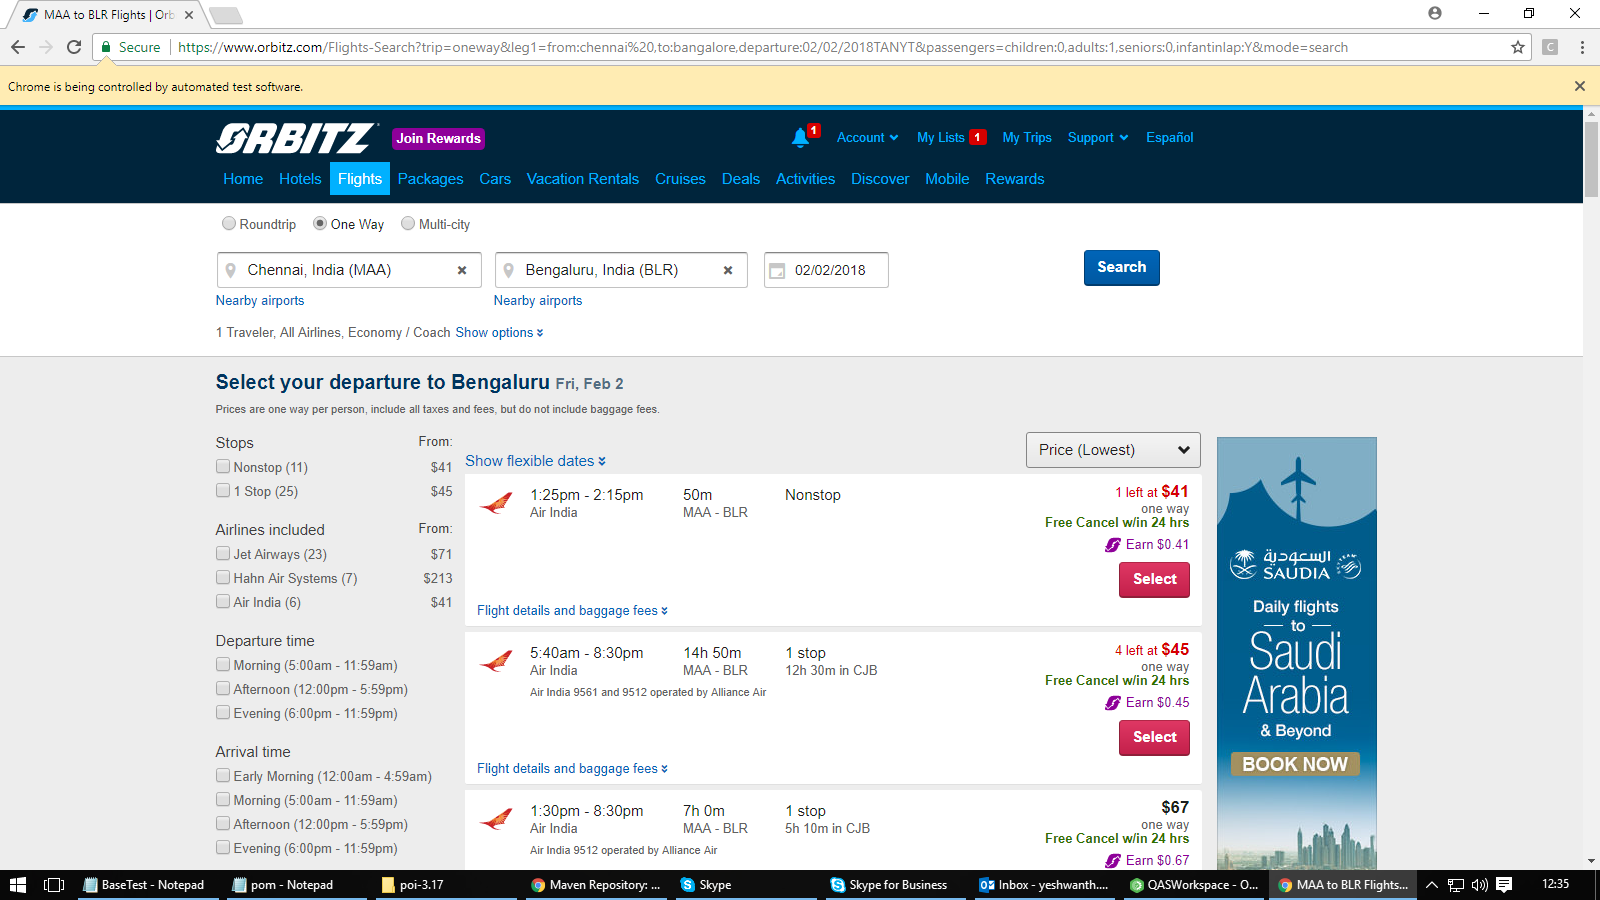 MAA to BLR Flights | Orb
Secure
https://www.orbitz.com/Flights-Search?trip=oneway&leg1=from:chennai%20,to:bangalore,departure:02/02/2018TANYT&passengers=children:0,adults:1,seniors:0,infantinlap:Y&mode=search
C
Chrome is being controlled by automated test software.
ORBITZ
Join Rewards
1
Account
My Lists 1
My Trips
Support
Español
Home
Hotels
Flights
Packages
Cars
Vacation Rentals
Cruises
Deals
Activities
Discover
Mobile
Rewards
Roundtrip
One Way
Multi-city
Chennai, India (MAA)
Bengaluru, India (BLR)
02/02/2018
Search
Nearby airports
Nearby airports
1 Traveler, All Airlines, Economy / Coach Show options
Select your departure to Bengaluru Fri, Feb 2
Prices are one way per person, include all taxes and fees, but do not include baggage fees.
Stops From:
Nonstop (11) $41
1 Stop (25) $45
Airlines included From:
Jet Airways (23) $71
Hahn Air Systems (7) $213
Air India (6) $41
Departure time
Morning (5:00am - 11:59am)
Afternoon (12:00pm - 5:59pm)
Evening (6:00pm - 11:59pm)
Arrival time
Early Morning (12:00am - 4:59am)
Morning (5:00am - 11:59am)
Afternoon (12:00pm - 5:59pm)
Evening (6:00pm - 11:59pm)
Show flexible dates
Price (Lowest)
1:25pm - 2:15pm 50m Nonstop 1 left at $41
Air India MAA - BLR one way
Free Cancel w/in 24 hrs
Earn $0.41
Select
Flight details and baggage fees
5:40am - 8:30pm 14h 50m 1 stop 4 left at $45
Air India MAA - BLR 12h 30m in CJB one way
Free Cancel w/in 24 hrs
Air India 9561 and 9512 operated by Alliance Air
Earn $0.45
Select
Flight details and baggage fees
1:30pm - 8:30pm 7h 0m 1 stop $67
Air India MAA - BLR 5h 10m in CJB one way
Free Cancel w/in 24 hrs
Air India 9512 operated by Alliance Air
Earn $0.67
السعودية
SAUDIA
Daily flights
to
Saudi
Arabia
& Beyond
BOOK NOW
BaseTest - Notepad
pom - Notepad
poi-3.17
Maven Repository: ...
Skype
Skype for Business
Inbox - yeshwanth....
QASWorkspace - O...
MAA to BLR Flights...
12:35